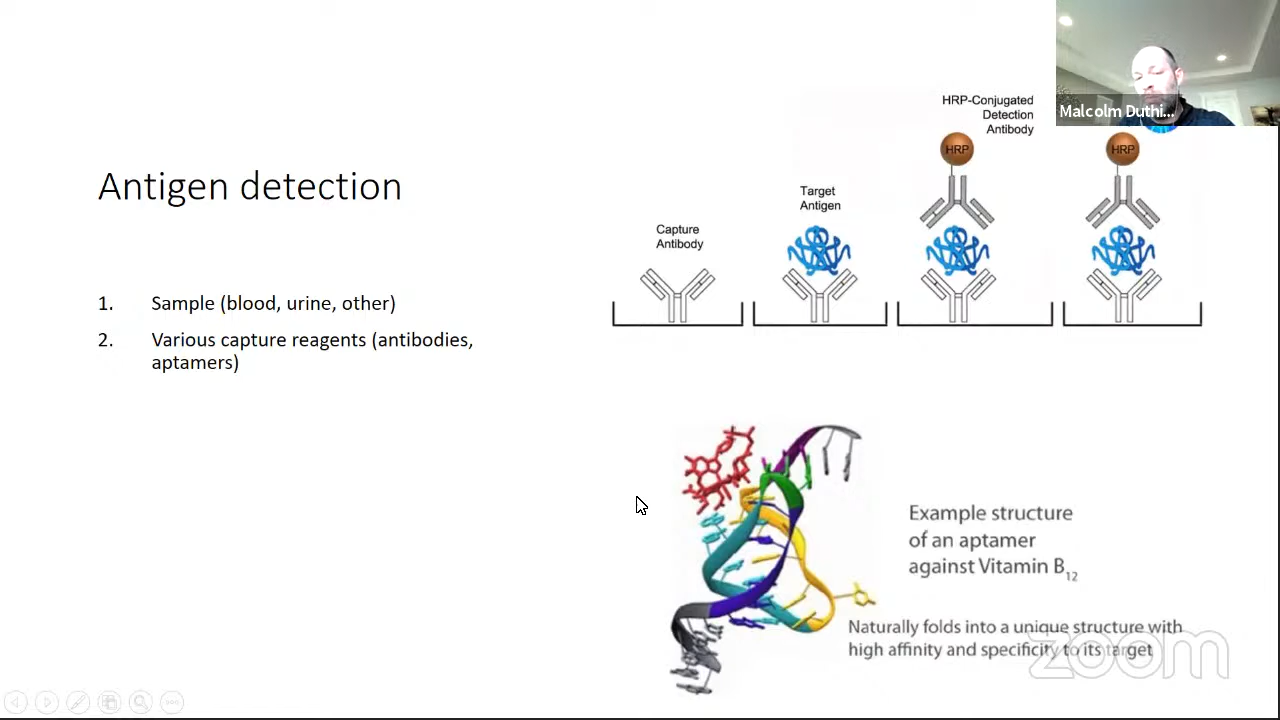 Malcolm Duthi...
HRP-Conjugated
Detection
Antibody
HRP
HRP
Antigen detection
Target
Antigen
Capture
Antibody
1. Sample (blood, urine, other)
2. Various capture reagents (antibodies,
aptamers)
Example structure
of an aptamer
against Vitamin B12
Naturally folds into a unique structure with
high affinity and specificity to its target
zoom